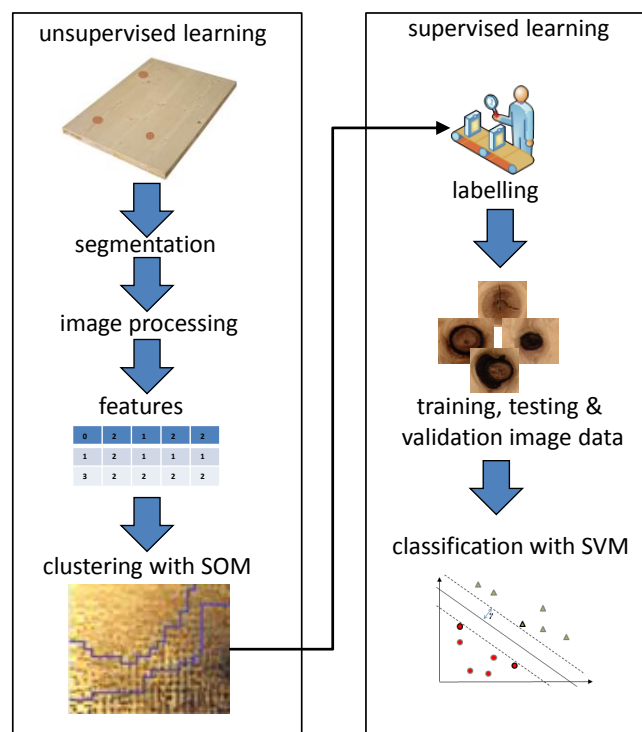 unsupervised learning
segmentation
image processing
features
0 2 1 2 2
1 2 1 1 1
3 2 2 2 2
clustering with SOM
supervised learning
labelling
training, testing &
validation image data
classification with SVM